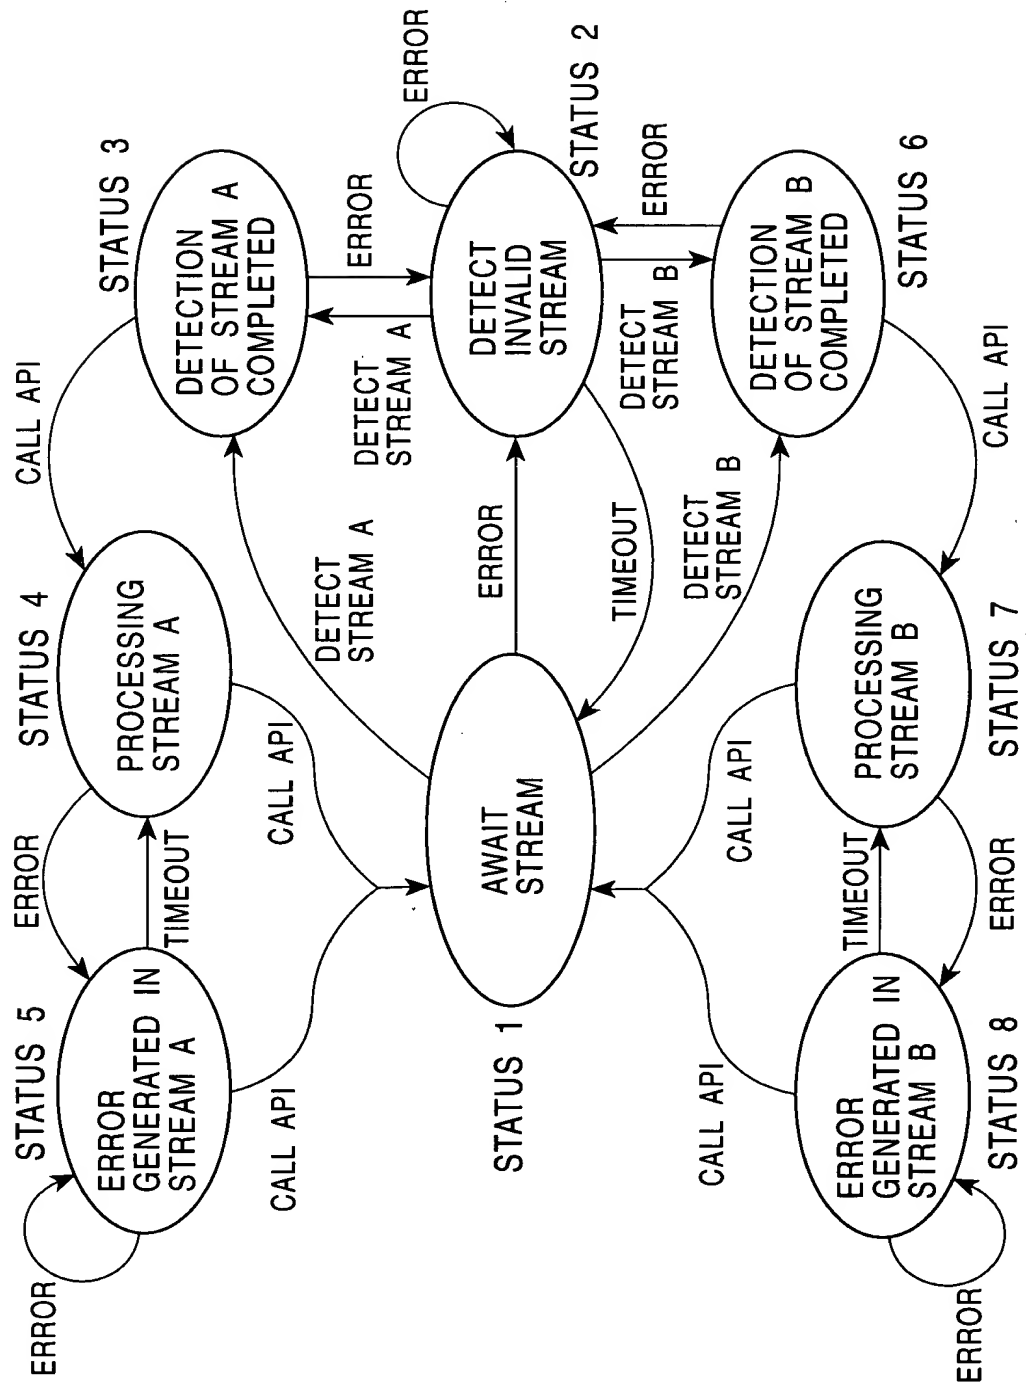 STATUS 5
ERROR
GENERATED IN
STREAM A
ERROR
ERROR
TIMEOUT
CALL API
STATUS 4
PROCESSING
STREAM A
CALL API
CALL API
STATUS 3
DETECTION
OF STREAM A
COMPLETED
DETECT
STREAM A
DETECT
STREAM A
ERROR
STATUS 1
AWAIT
STREAM
ERROR
TIMEOUT
DETECT
INVALID
STREAM
ERROR
STATUS 2
DETECT
STREAM B
DETECT
STREAM B
ERROR
ERROR
GENERATED IN
STREAM B
STATUS 8
ERROR
CALL API
TIMEOUT
ERROR
CALL API
PROCESSING
STREAM B
STATUS 7
CALL API
DETECTION
OF STREAM B
COMPLETED
STATUS 6